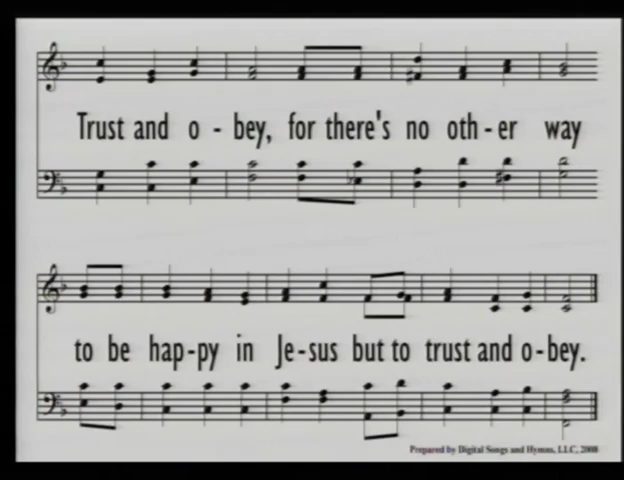 Trust and o - bey, for there's no oth - er way
to be hap-py in Je-sus but to trust and o-bey.
Prepared by Digital Songs and Hymns, LLC, 2008